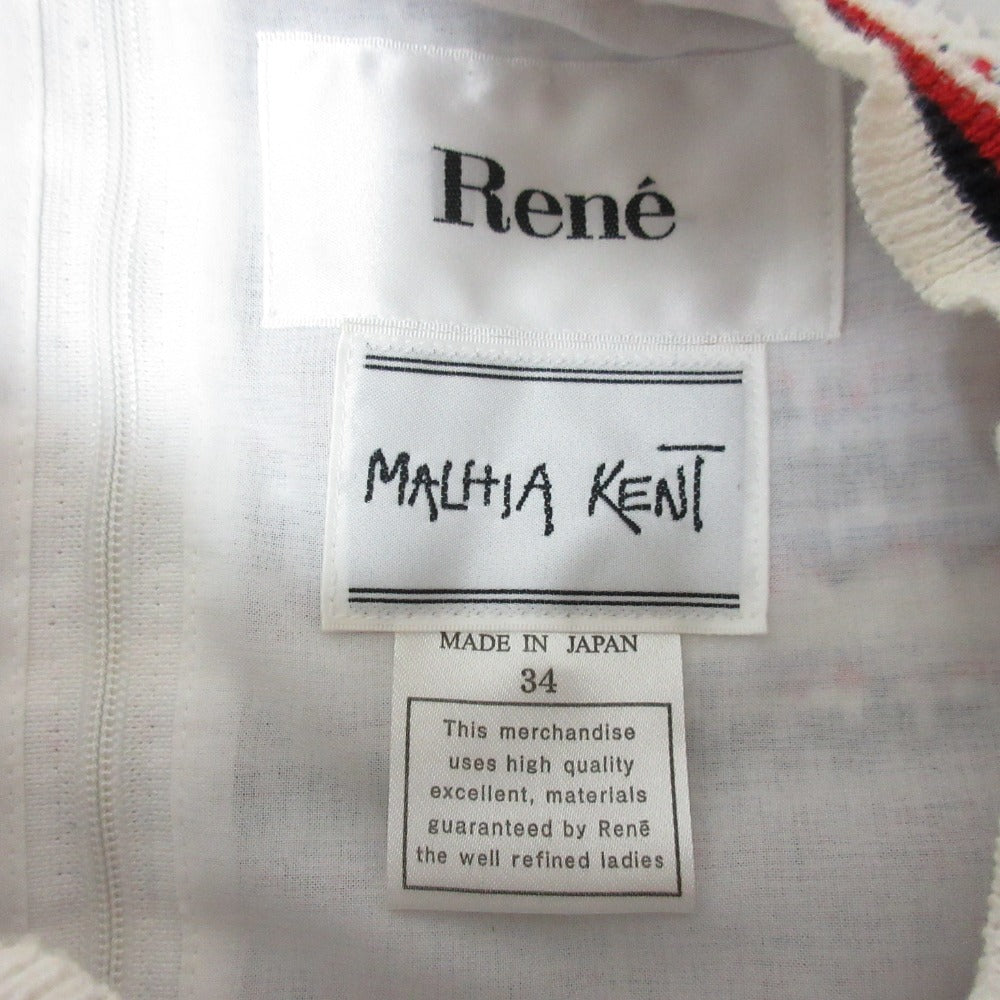 René
MALHIA KENT
MADE IN JAPAN
34
This merchandise
uses high quality
excellent, materials
guaranteed by Renē
the well refined ladies